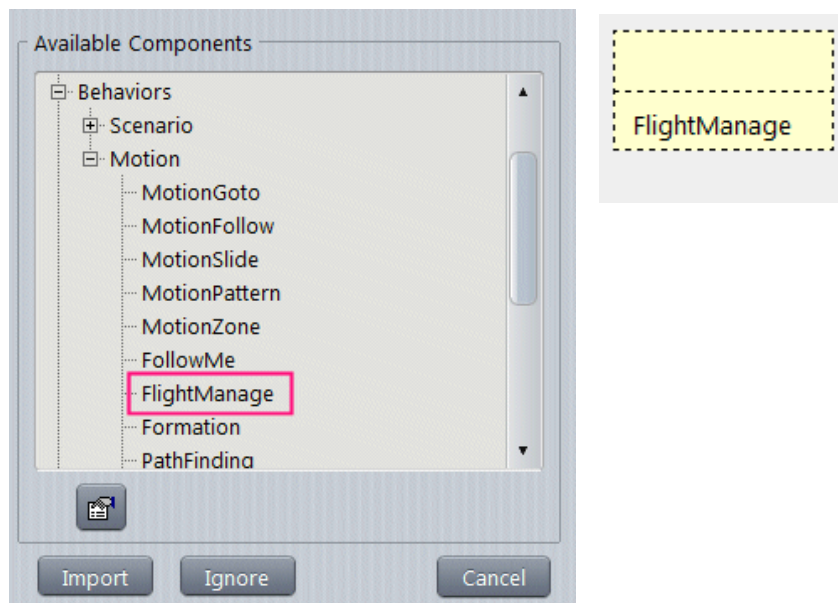 Available Components
Behaviors
Scenario
Motion
MotionGoto
MotionFollow
MotionSlide
MotionPattern
MotionZone
FollowMe
FlightManage
Formation
PathFinding
Import
Ignore
Cancel
FlightManage